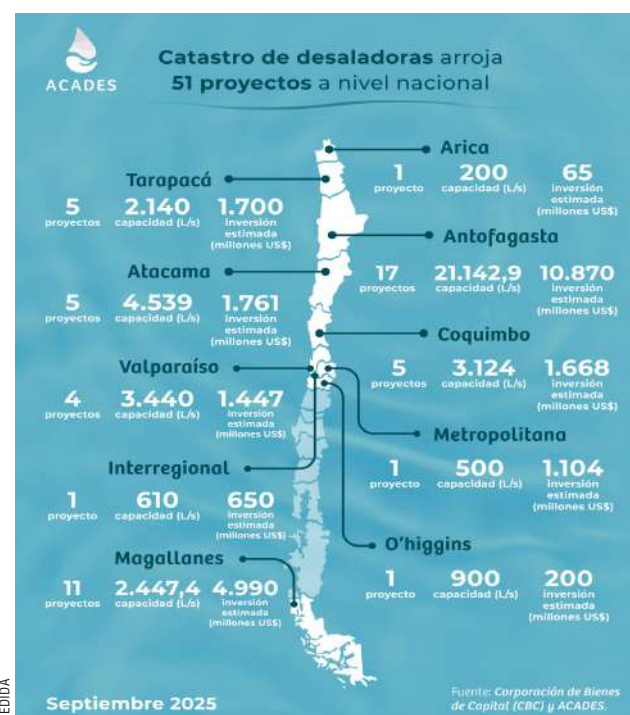 ACADES
Catastro de desaladoras arroja
51 proyectos a nivel nacional
Arica
1 200 65
proyecto capacidad (L/s) inversión
estimada
(millones US$)
Tarapacá
5 2.140 1.700
proyectos capacidad (L/s) inversión
estimada
(millones US$)
Antofagasta
17 21.142,9 10.870
proyectos capacidad (L/s) inversión
estimada
(millones US$)
Atacama
5 4.539 1.761
proyectos capacidad (L/s) inversión
estimada
(millones US$)
Coquimbo
5 3.124 1.668
proyectos capacidad (L/s) inversión
estimada
(millones US$)
Valparaíso
4 3.440 1.447
proyectos capacidad (L/s) inversión
estimada
(millones US$)
Metropolitana
1 500 1.104
proyecto capacidad (L/s) inversión
estimada
(millones US$)
Interregional
1 610 650
proyecto capacidad (L/s) inversión
estimada
(millones US$)
O'higgins
1 900 200
proyecto capacidad (L/s) inversión
estimada
(millones US$)
Magallanes
11 2.447,4 4.990
proyectos capacidad (L/s) inversión
estimada
(millones US$)
EDIDA
Septiembre 2025
Fuente: Corporación de Bienes
de Capital (CBC) y ACADES.